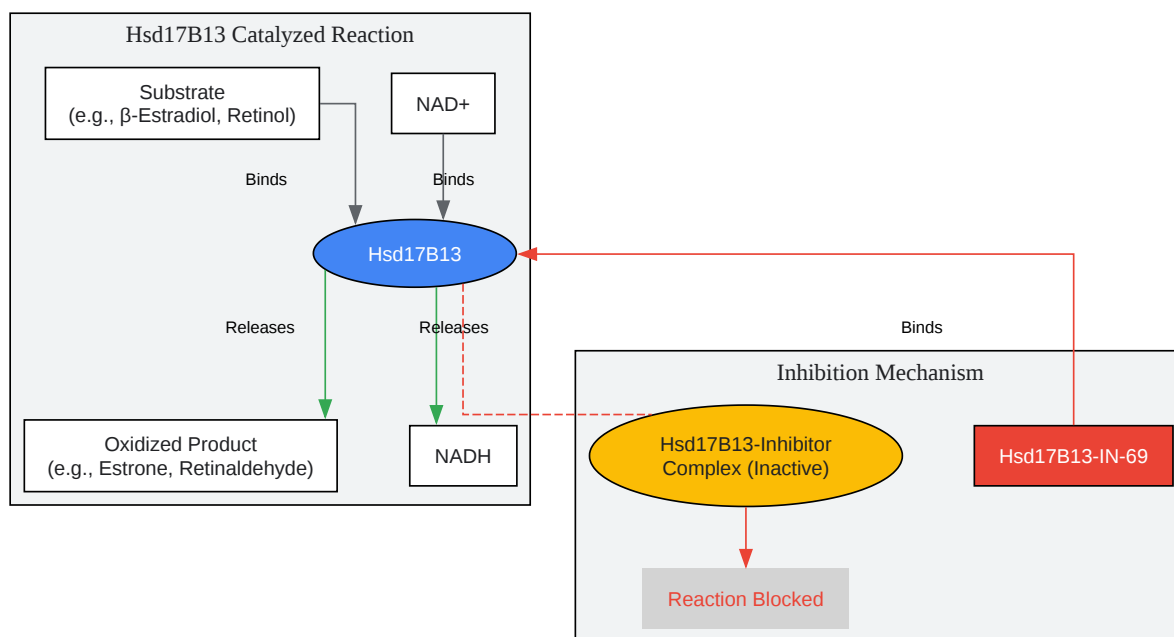 Hsd17B13 Catalyzed Reaction
Substrate
(e.g., β-Estradiol, Retinol)
NAD+
Binds
Binds
Hsd17B13
Releases
Releases
Binds
Oxidized Product
(e.g., Estrone, Retinaldehyde)
NADH
Inhibition Mechanism
Hsd17B13-Inhibitor
Complex (Inactive)
Hsd17B13-IN-69
Reaction Blocked